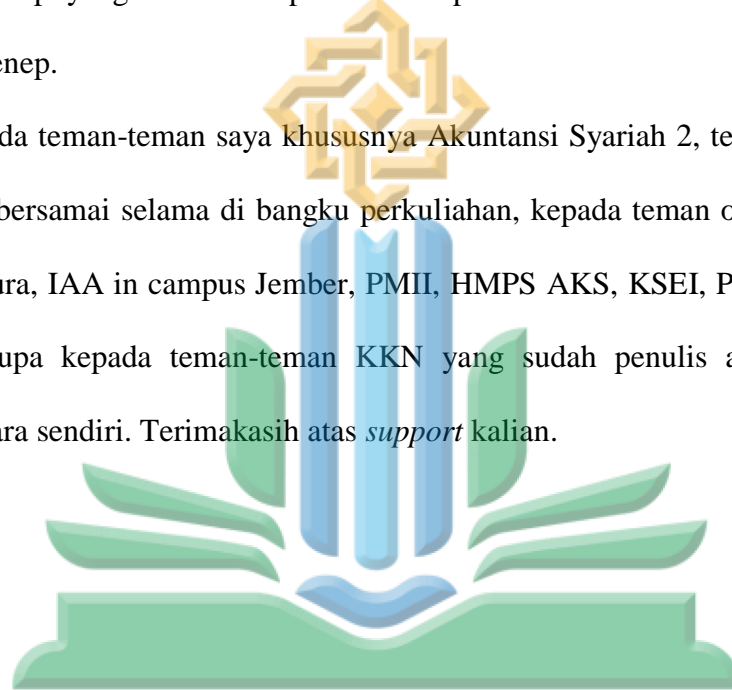 enep.
da teman-teman saya khususnya Akuntansi Syariah 2, te
bersamai selama di bangku perkuliahan, kepada teman o
ura, IAA in campus Jember, PMII, HMPS AKS, KSEI, P
upa kepada teman-teman KKN yang sudah penulis a
ara sendiri. Terimakasih atas support kalian.